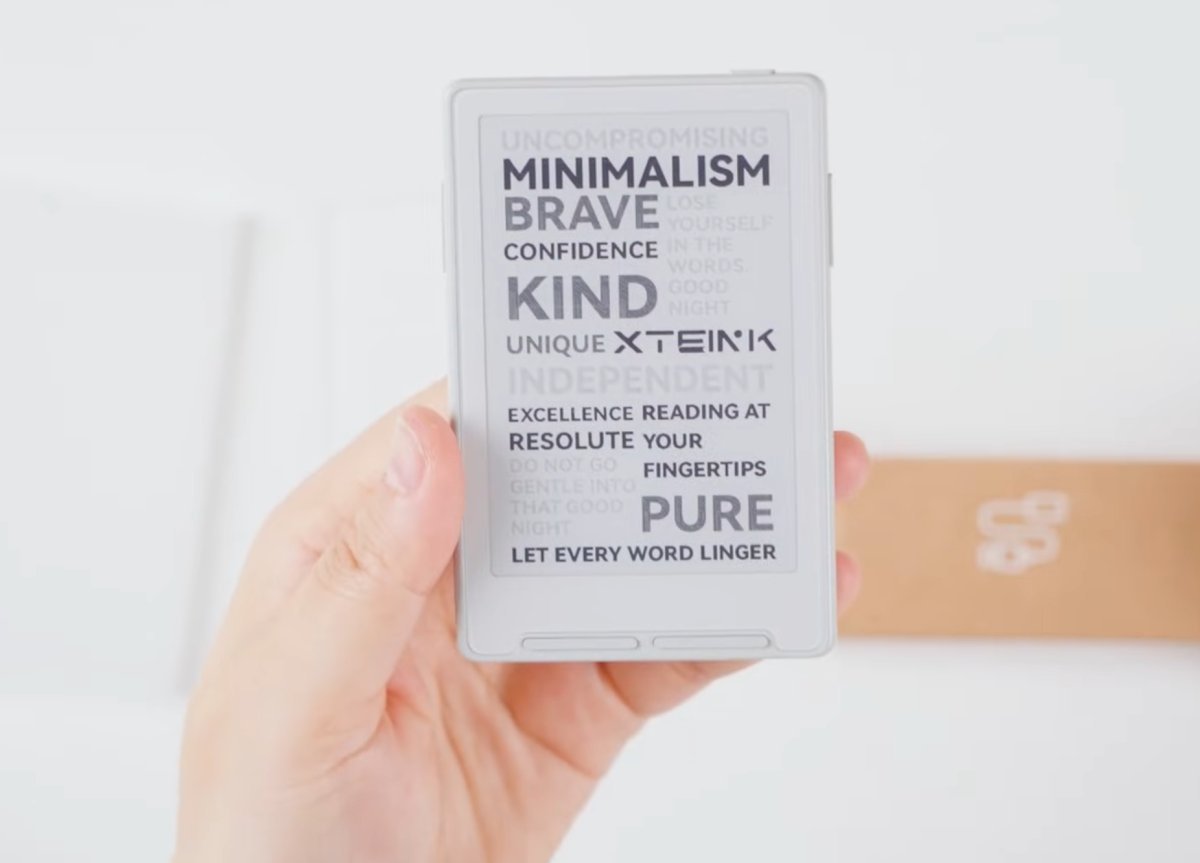 UNCOMPROMISING
MINIMALISM
BRAVE
CONFIDENCE
KIND
LOSE
YOURSELF
IN THE
WORDS.
GOOD
NIGHT
UNIQUE XTEINK
INDEPENDENT
EXCELLENCE
RESOLUTE
READING AT
YOUR
FINGERTIPS
DO NOT GO
GENTLE INTO
THAT GOOD
NIGHT
PURE
LET EVERY WORD LINGER